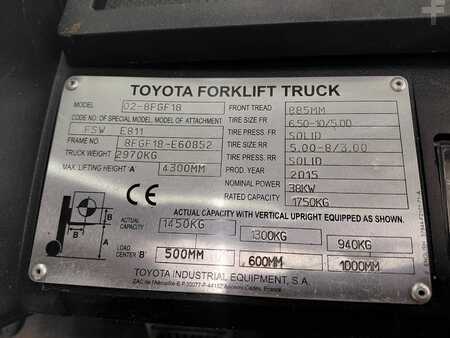 TOYOTA FORKLIFT TRUCK
MODEL 02-8FGF18
CODE NO. OF SPECIAL MODEL, MODEL OF ATTACHMENT
FSW E811
FRAME NO. 8FGF18-E60852
TRUCK WEIGHT 2970KG
MAX. LIFTING HEIGHT 'A' 4300MM
FRONT TREAD 885MM
TIRE SIZE FR 6.50-10/5.00
TIRE PRESS. FR SOLID
TIRE SIZE RR 5.00-8/3.00
TIRE PRESS. RR SOLID
PROD. YEAR 2015
NOMINAL POWER 38KW
RATED CAPACITY 1750KG
CE
ACTUAL CAPACITY WITH VERTICAL UPRIGHT EQUIPPED AS SHOWN.
B
B
A
ACTUAL CAPACITY 1450KG 1300KG 940KG
LOAD CENTER 'B' 500MM 600MM 1000MM
TOYOTA INDUSTRIAL EQUIPMENT, S.A.
F